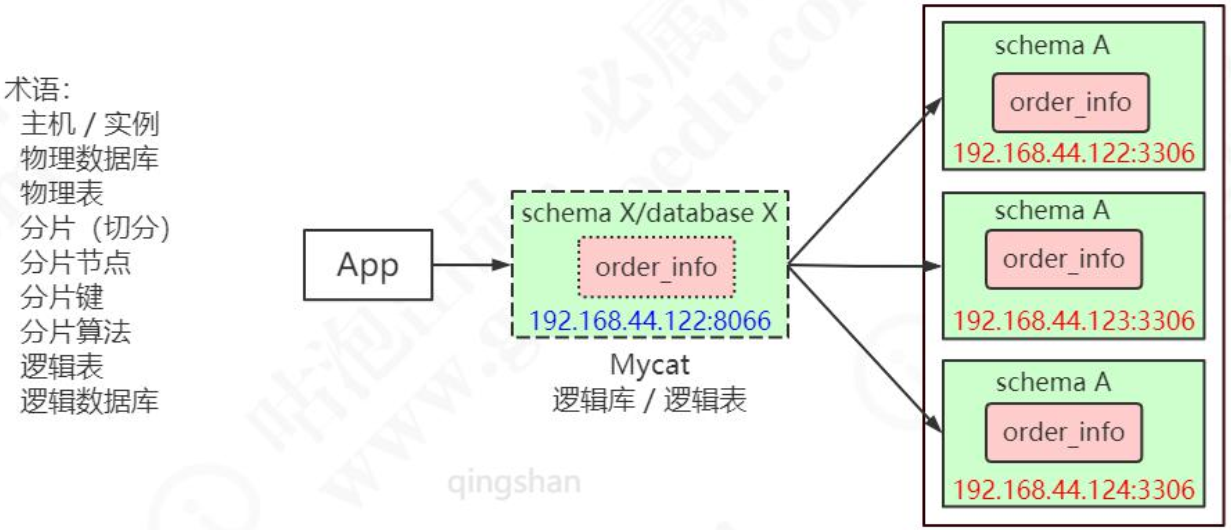 术语：
主机 / 实例
物理数据库
物理表
分片（切分）
分片节点
分片键
分片算法
逻辑表
逻辑数据库
App
schema X/database X
order_info
192.168.44.122:8066
Mycat
逻辑库 / 逻辑表
schema A
order_info
192.168.44.122:3306
schema A
order_info
192.168.44.123:3306
schema A
order_info
192.168.44.124:3306
qingshan